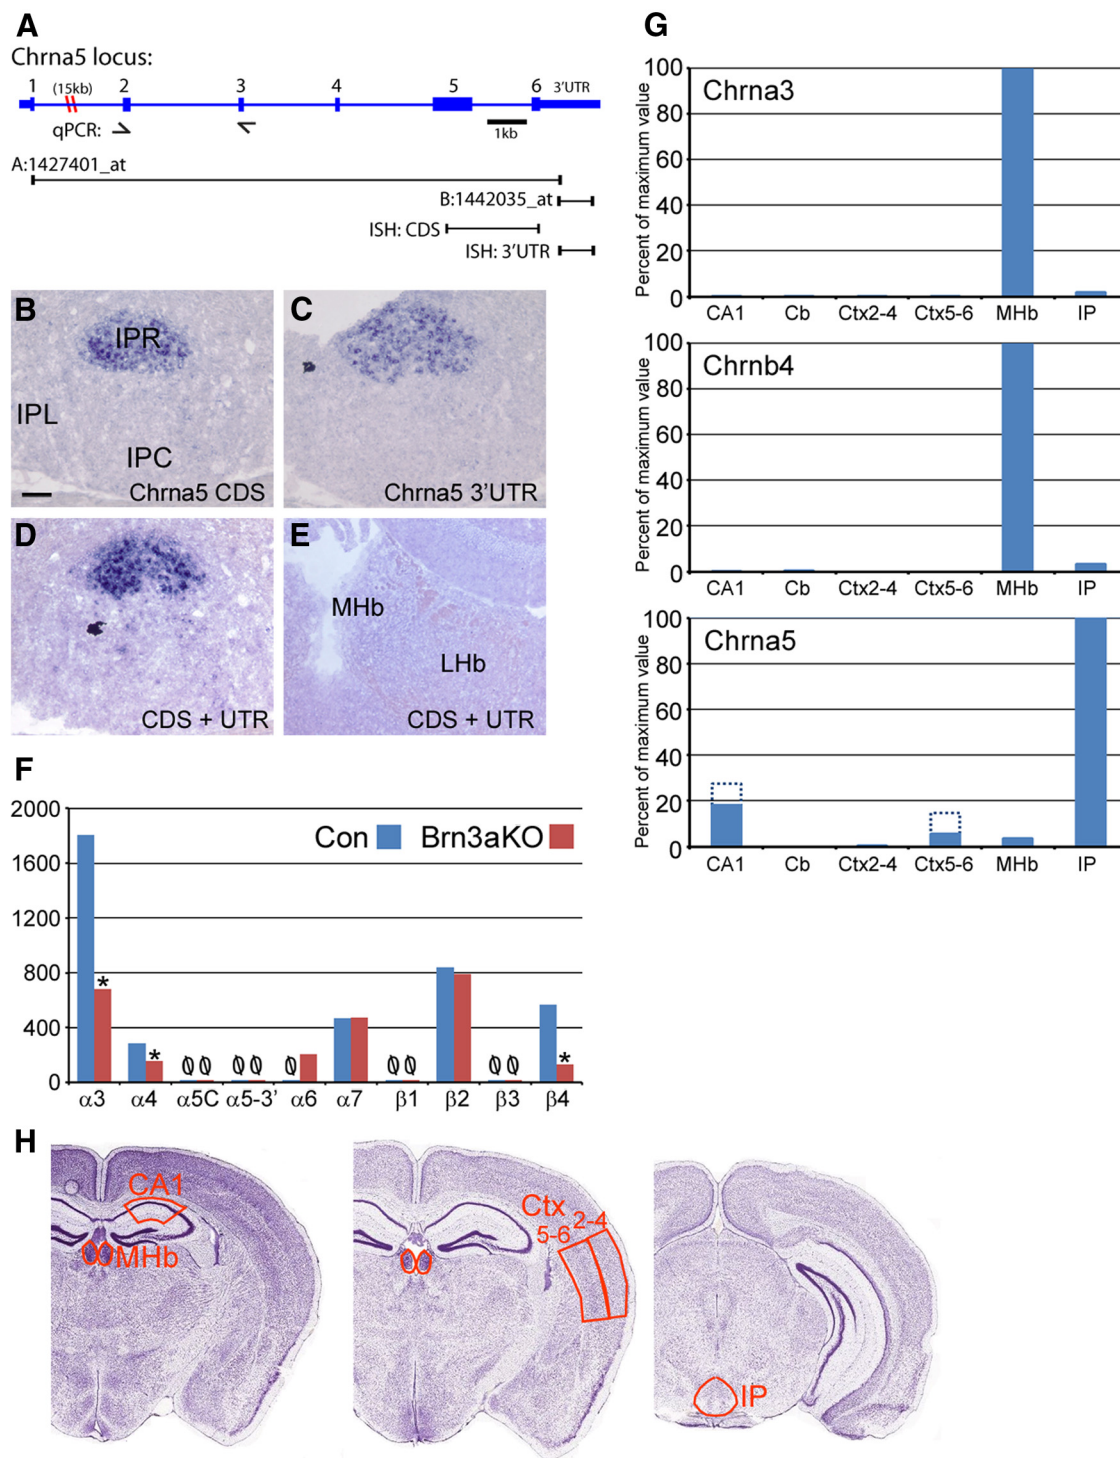 A
Chrna5 locus:
1 (15kb) 2 3 4 5 6 3'UTR
qPCR:
1kb
A:1427401_at
B:1442035_at
ISH: CDS
ISH: 3'UTR
B
IPR
IPL
IPC
Chrna5 CDS
C
Chrna5 3'UTR
D
CDS + UTR
E
MHb
LHb
CDS + UTR
F
2000
1600
1200
800
400
0
Con
Brn3aKO
*
*
Ø Ø
Ø Ø
Ø
Ø Ø
Ø Ø
*
α3 α4 α5C α5-3' α6 α7 β1 β2 β3 β4
G
Percent of maximum value
100
80
60
40
20
0
Chrna3
CA1 Cb Ctx2-4 Ctx5-6 MHb IP
Percent of maximum value
100
80
60
40
20
0
Chrnb4
CA1 Cb Ctx2-4 Ctx5-6 MHb IP
Percent of maximum value
100
80
60
40
20
0
Chrna5
CA1 Cb Ctx2-4 Ctx5-6 MHb IP
H
CA1
MHb
Ctx
5-6 2-4
IP